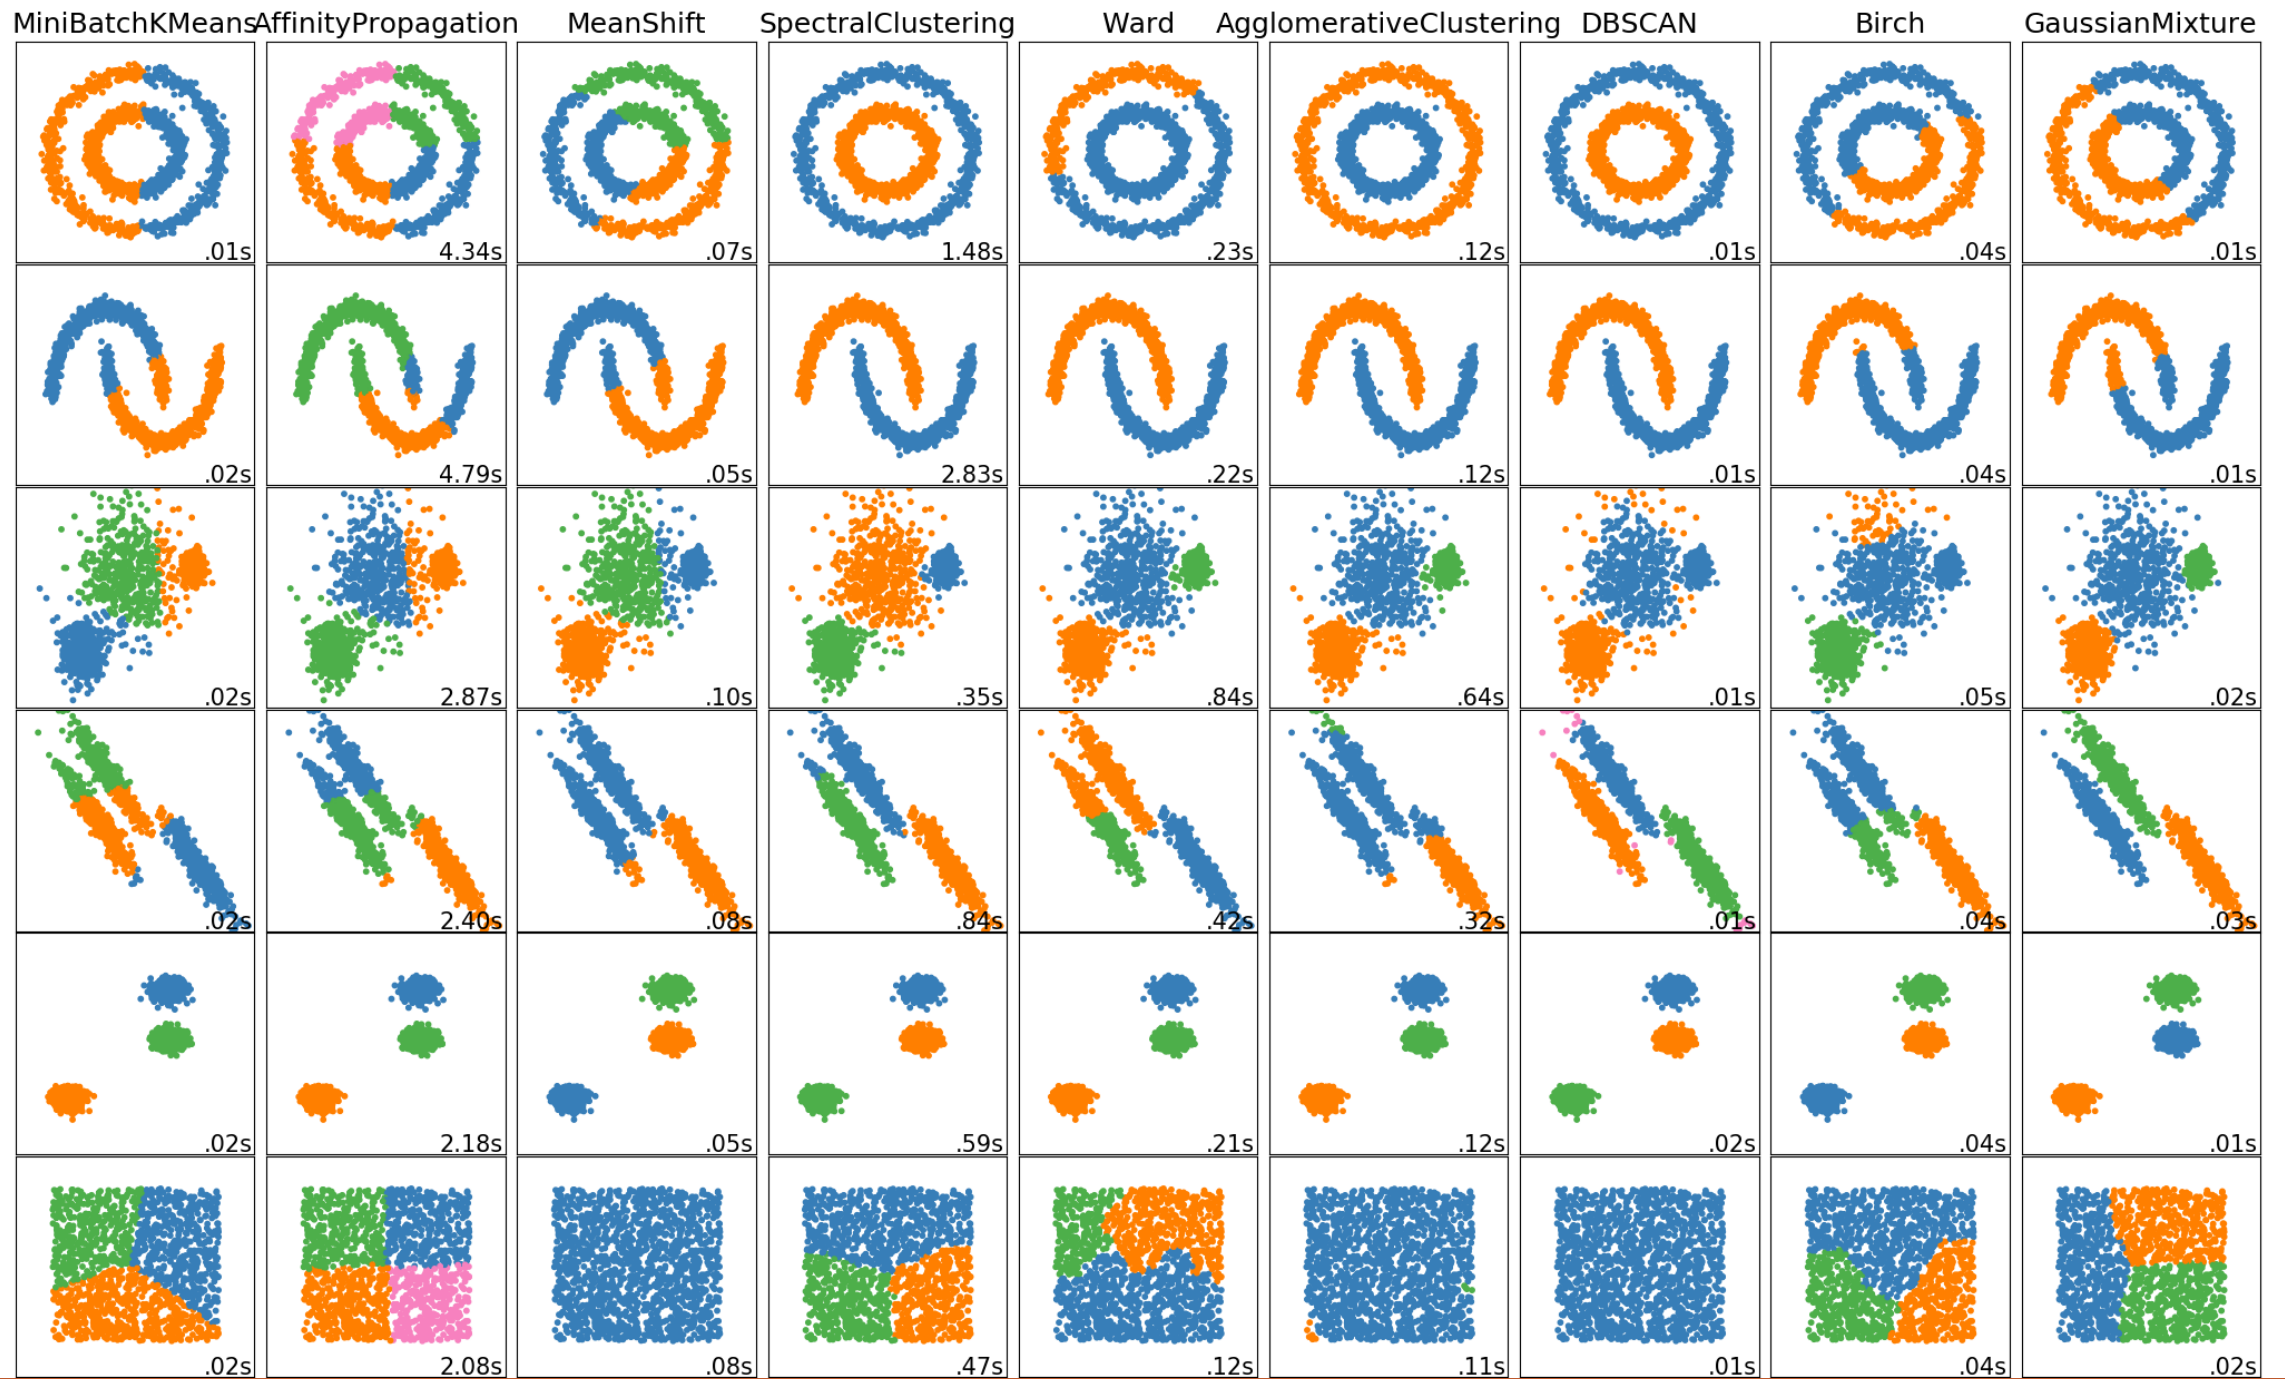 MiniBatchKMeans AffinityPropagation MeanShift SpectralClustering Ward AgglomerativeClustering DBSCAN Birch GaussianMixture
.01s 4.34s .07s 1.48s .23s .12s .01s .04s .01s
.02s 4.79s .05s 2.83s .22s .12s .01s .04s .01s
.02s 2.87s .10s .35s .84s .64s .01s .05s .02s
.02s 2.40s .08s .84s .42s .32s .01s .04s .03s
.02s 2.18s .05s .59s .21s .12s .02s .04s .01s
.02s 2.08s .08s .47s .12s .11s .01s .04s .02s